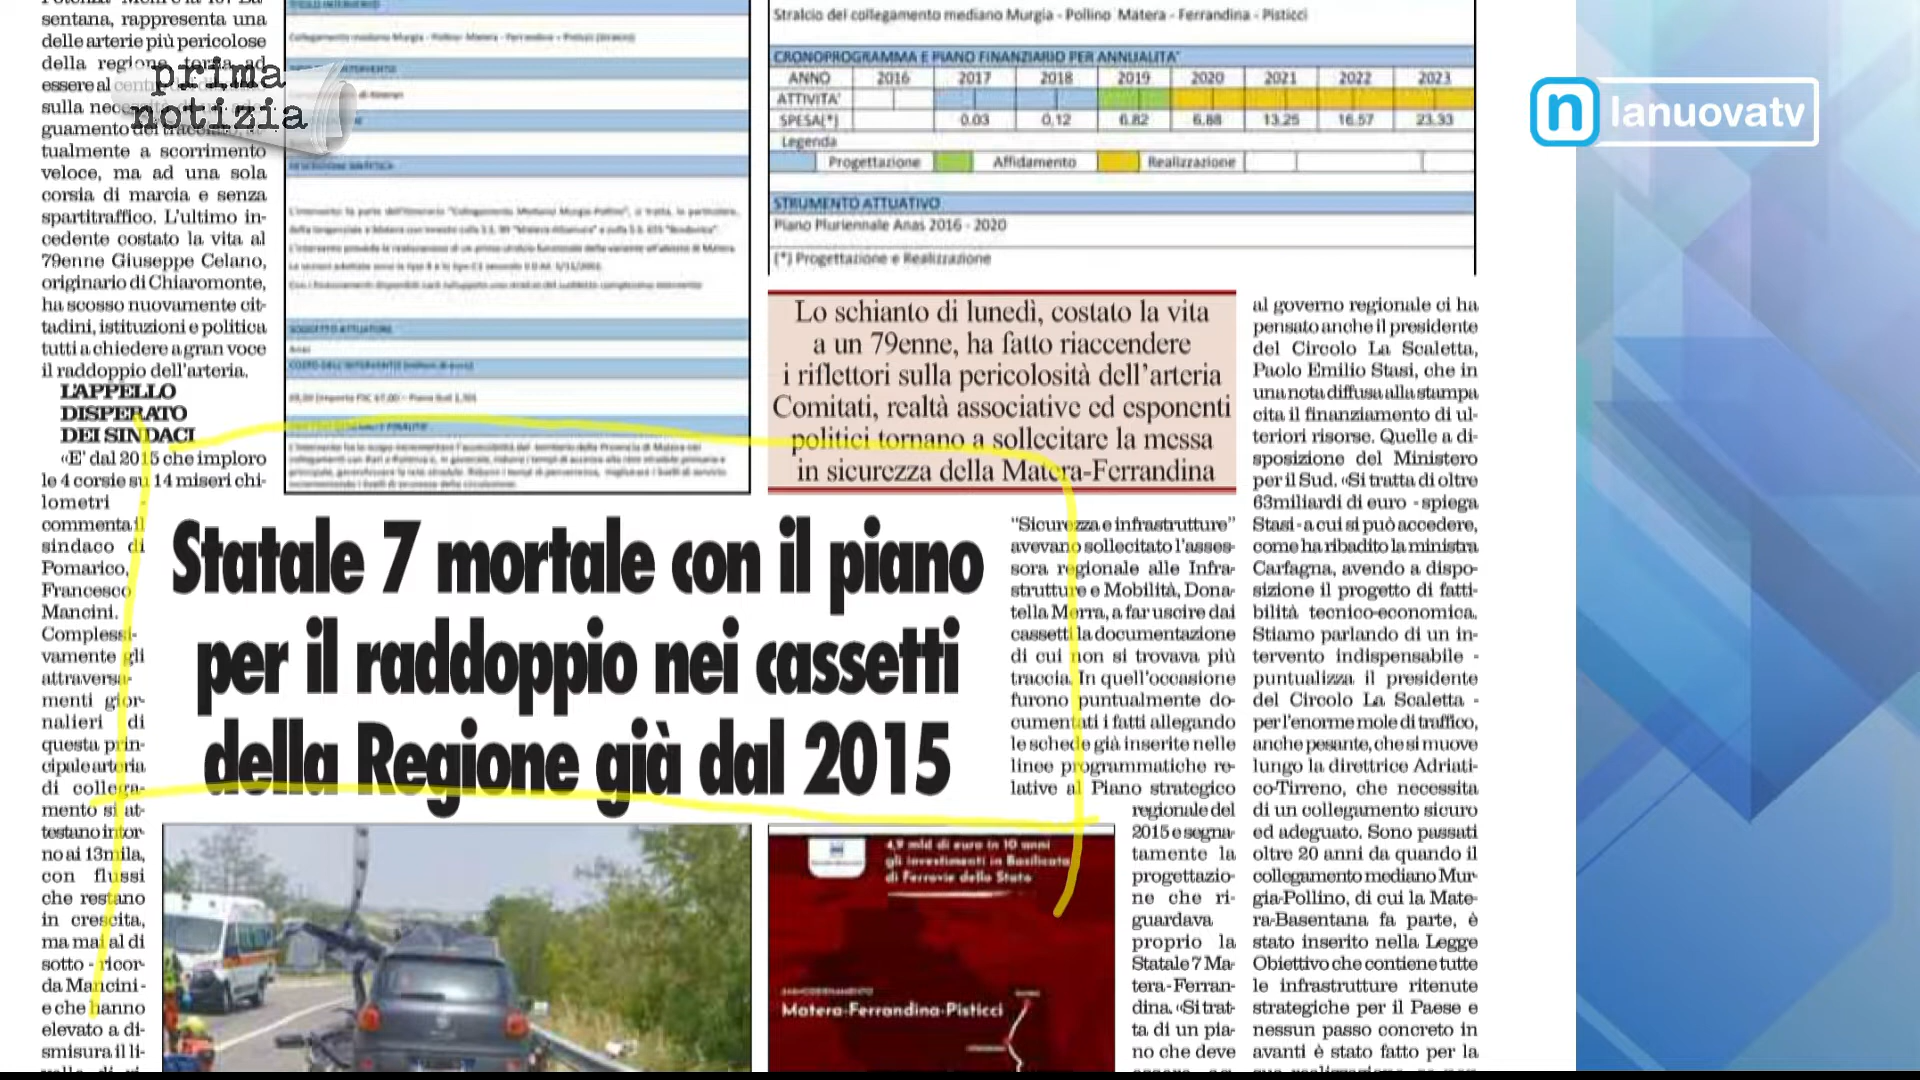 sentana, rappresenta una
delle arterie più pericolose
della regione, torna ad
essere al
sulla
guamento del
tualmente a scorrimento
veloce, ma ad una sola
corsia di marcia e senza
spartitraffico. L'ultimo in-
cedente costato la vita al
79enne Giuseppe Celano,
originario di Chiaromonte,
ha scosso nuovamente cit-
tadini, istituzioni e politica
tutti a chiedere a gran voce
il raddoppio dell'arteria.
L'APPELLO
DISPERATO
DEI SINDACI
«E' dal 2015 che imploro
le 4 corsie su 14 miseri chi-
lometri -
commenta il
sindaco di
Pomarico,
Francesco
Mancini.
Complessi-
vamente gli
attraversa-
menti gior-
nalieri di
questa prin-
cipale arteria
di collega-
mento si at-
testano intor-
no ai 13mila,
con flussi
che restano
in crescita,
ma mai al di
sotto - ricor-
da Mancini -
e che hanno
elevato a di-
smisura il li-
prima
notizia
Stralcio del collegamento mediano Murgia - Pollino Matera - Ferrandina - Pisticci
CRONOPROGRAMMA E PIANO FINANZIARIO PER ANNUALITA'
ANNO 2016 2017 2018 2019 2020 2021 2022 2023
ATTIVITA'
SPESA(*) 0.03 0,12 6.82 6,88 13.25 16.57 23.33
Legenda
Progettazione Affidamento Realizzazione
STRUMENTO ATTUATIVO
Piano Pluriennale Anas 2016 - 2020
(*) Progettazione e Realizzazione
Lo schianto di lunedì, costato la vita
a un 79enne, ha fatto riaccendere
i riflettori sulla pericolosità dell'arteria
Comitati, realtà associative ed esponenti
politici tornano a sollecitare la messa
in sicurezza della Matera-Ferrandina
Statale 7 mortale con il piano
per il raddoppio nei cassetti
della Regione già dal 2015
"Sicurezza e infrastrutture"
avevano sollecitato l'asses-
sora regionale alle Infra-
strutture e Mobilità, Dona-
tella Merra, a far uscire dai
cassetti la documentazione
di cui non si trovava più
traccia. In quell'occasione
furono puntualmente do-
cumentati i fatti allegando
le schede già inserite nelle
linee programmatiche re-
lative al Piano strategico
regionale del
2015 e segna-
tamente la
progettazio-
ne che ri-
guardava
proprio la
Statale 7 Ma-
tera-Ferran-
dina. «Si trat-
ta di un pia-
no che deve
al governo regionale ci ha
pensato anche il presidente
del Circolo La Scaletta,
Paolo Emilio Stasi, che in
una nota diffusa alla stampa
cita il finanziamento di ul-
teriori risorse. Quelle a di-
sposizione del Ministero
per il Sud. «Si tratta di oltre
63miliardi di euro - spiega
Stasi - a cui si può accedere,
come ha ribadito la ministra
Carfagna, avendo a dispo-
sizione il progetto di fatti-
bilità tecnico-economica.
Stiamo parlando di un in-
tervento indispensabile -
puntualizza il presidente
del Circolo La Scaletta -
per l'enorme mole di traffico,
anche pesante, che si muove
lungo la direttrice Adriati-
co-Tirreno, che necessita
di un collegamento sicuro
ed adeguato. Sono passati
oltre 20 anni da quando il
collegamento mediano Mur-
gia-Pollino, di cui la Mate-
ra-Basentana fa parte, è
stato inserito nella Legge
Obiettivo che contiene tutte
le infrastrutture ritenute
strategiche per il Paese e
nessun passo concreto in
avanti è stato fatto per la
4,9 mld di euro in 10 anni
gli investimenti in Basilicata
di Ferrovie dello Stato
Matera-Ferrandina-Pisticci
n lanuovatv